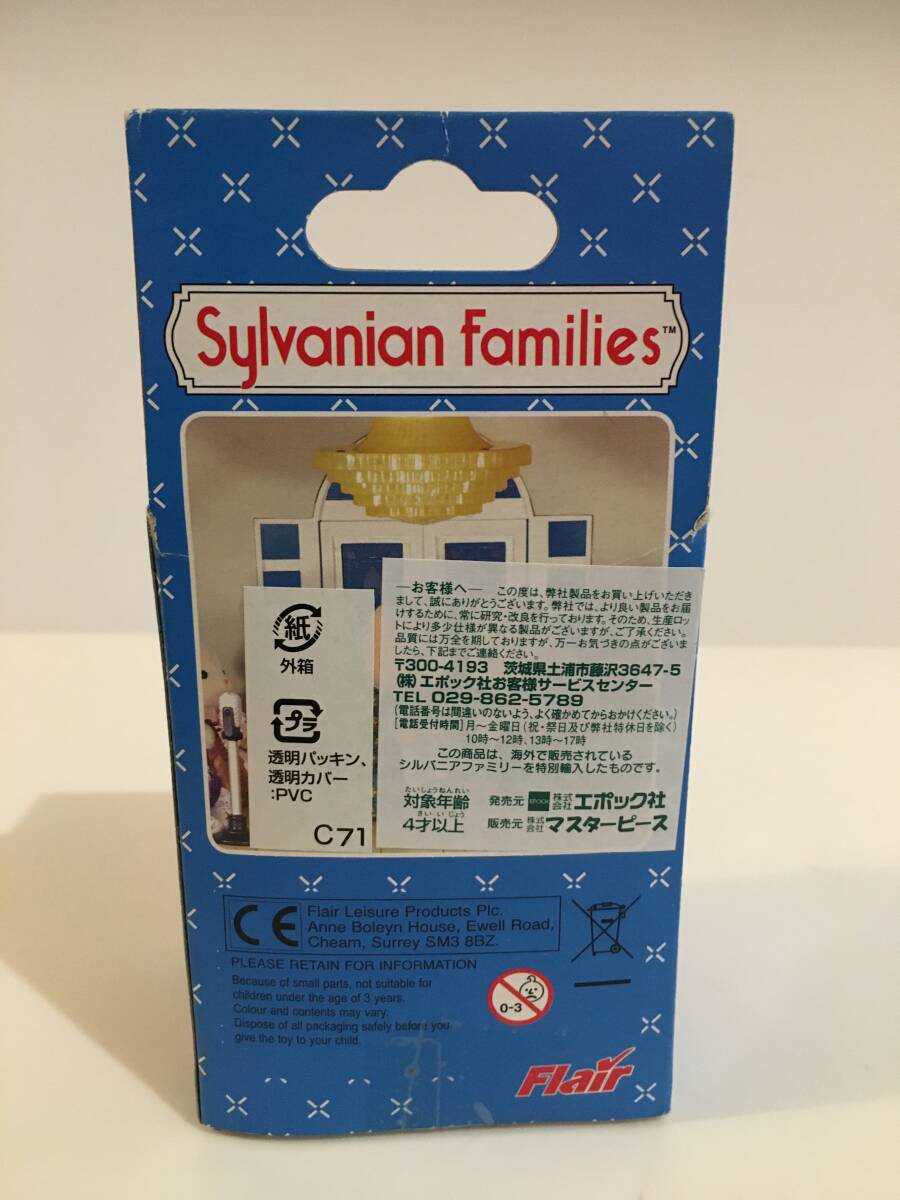 Sylvanian Families™
―お客様へ― この度は、弊社製品をお買い上げいただき
まして、誠にありがとうございます。弊社では、より良い製品をお届
けするために、常に研究・改良を行っております。そのため、生産ロッ
トにより多少仕様が異なる製品がございますが、ご了承ください。
品質には万全を期しておりますが、万一お気づきの点がございま
したら、下記までご連絡ください。
〒300-4193 茨城県土浦市藤沢3647-5
(株)エポック社お客様サービスセンター
TEL 029-862-5789
(電話番号は間違いのないよう、よく確かめてからおかけください。)
[電話受付時間]月～金曜日(祝・祭日及び弊社特休日を除く)
10時～12時、13時～17時
この商品は、海外で販売されている
シルバニアファミリーを特別輸入したものです。
たいしょうねんれい
対象年齢
さいいじょう
4才以上
発売元 EPOCH 株式会社 エポック社
販売元 株式会社 マスターピース
紙
外箱
プラ
透明パッキン、
透明カバー
:PVC
C71
CE
Flair Leisure Products Plc.
Anne Boleyn House, Ewell Road,
Cheam, Surrey SM3 8BZ.
PLEASE RETAIN FOR INFORMATION
Because of small parts, not suitable for
children under the age of 3 years.
Colour and contents may vary.
Dispose of all packaging safely before you
give the toy to your child.
0-3
Flair